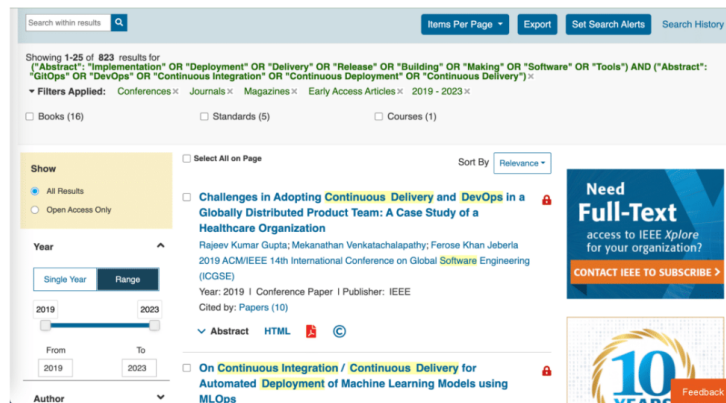 Search within results
Items Per Page
Export
Set Search Alerts
Search History
Showing 1-25 of 823 results for
("Abstract": "Implementation" OR "Deployment" OR "Delivery" OR "Release" OR "Building" OR "Making" OR "Software" OR "Tools") AND ("Abstract":
"GitOps" OR "DevOps" OR "Continuous Integration" OR "Continuous Deployment" OR "Continuous Delivery")×
Filters Applied: Conferences× Journals× Magazines× Early Access Articles× 2019 - 2023×
Books (16)
Standards (5)
Courses (1)
Show
All Results
Open Access Only
Year
Single Year
Range
2019
2023
From
To
2019
2023
Author
Select All on Page
Sort By
Relevance
Challenges in Adopting Continuous Delivery and DevOps in a
Globally Distributed Product Team: A Case Study of a
Healthcare Organization
Rajeev Kumar Gupta; Mekanathan Venkatachalapathy; Ferose Khan Jeberla
2019 ACM/IEEE 14th International Conference on Global Software Engineering
(ICGSE)
Year: 2019 | Conference Paper | Publisher: IEEE
Cited by: Papers (10)
Abstract
HTML
©
On Continuous Integration / Continuous Delivery for
Automated Deployment of Machine Learning Models using
MLOps
Need
Full-Text
access to IEEE Xplore
for your organization?
CONTACT IEEE TO SUBSCRIBE >
10
YEARS
Feedback